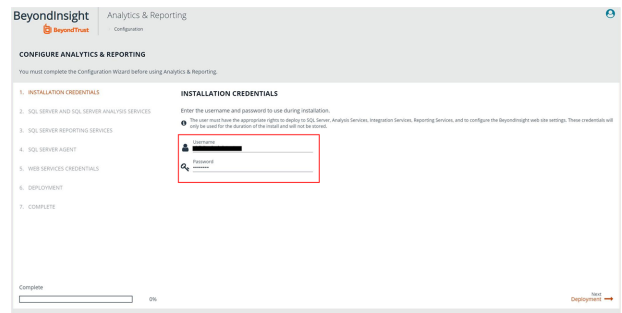 BeyondInsight
BeyondTrust
Analytics & Reporting
Configuration
CONFIGURE ANALYTICS & REPORTING
You must complete the Configuration Wizard before using Analytics & Reporting.
1. INSTALLATION CREDENTIALS
2. SQL SERVER AND SQL SERVER ANALYSIS SERVICES
3. SQL SERVER REPORTING SERVICES
4. SQL SERVER AGENT
5. WEB SERVICES CREDENTIALS
6. DEPLOYMENT
7. COMPLETE
INSTALLATION CREDENTIALS
Enter the username and password to use during installation.
The user must have the appropriate rights to deploy to SQL Server, Analysis Services, Integration Services, Reporting Services, and to configure the BeyondInsight web site settings. These credentials will
only be used for the duration of the install and will not be stored.
Username
Password
Complete
0%
Next
Deployment